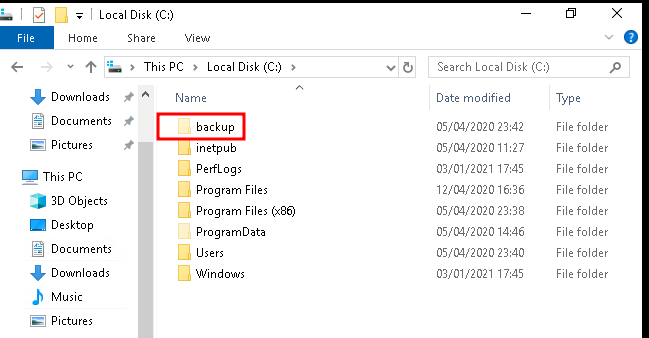 Local Disk (C:)
File Home Share View
This PC Local Disk (C:) Search Local Disk (C:)
Downloads
Documents
Pictures
This PC
3D Objects
Desktop
Documents
Downloads
Music
Pictures
Name Date modified Type
backup 05/04/2020 23:42 File folder
inetpub 05/04/2020 11:27 File folder
PerfLogs 03/01/2021 17:45 File folder
Program Files 12/04/2020 16:36 File folder
Program Files (x86) 05/04/2020 23:38 File folder
ProgramData 05/04/2020 14:46 File folder
Users 05/04/2020 23:40 File folder
Windows 03/01/2021 17:45 File folder